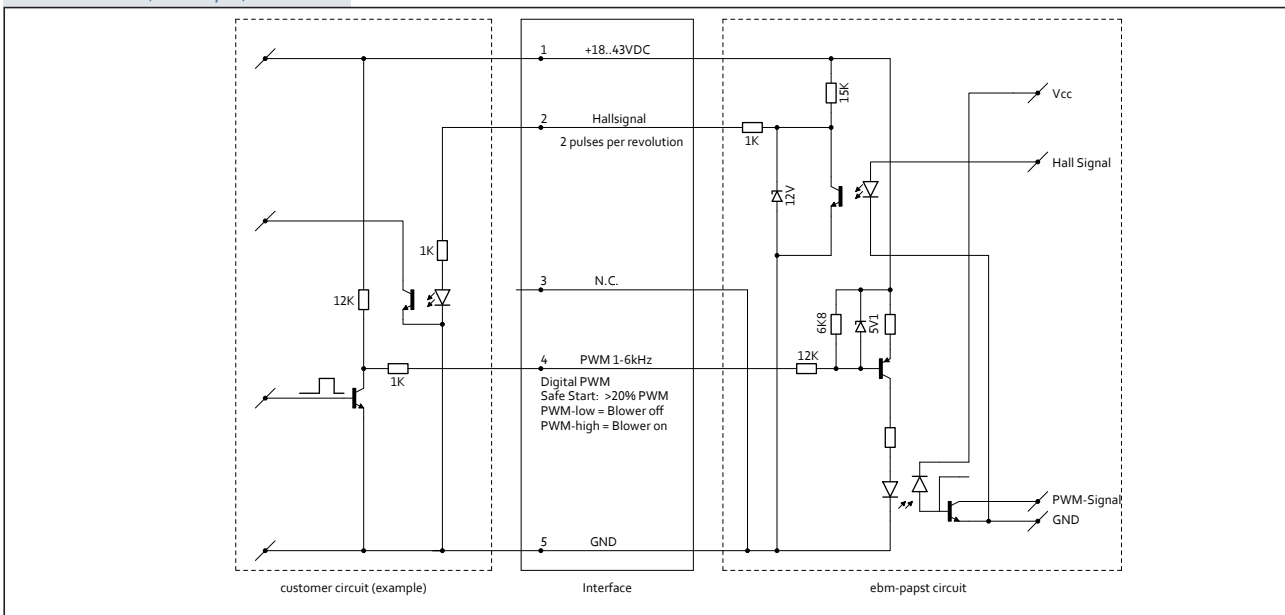 1
+18..43VDC
15K
Vcc
2
Hallsignal
1K
2 pulses per revolution
Hall Signal
12V
1K
3
N.C.
12K
6K8
5V1
4
PWM 1-6kHz
12K
1K
Digital PWM
Safe Start: >20% PWM
PWM-low = Blower off
PWM-high = Blower on
PWM-Signal
GND
5
GND
customer circuit (example)
Interface
ebm-papst circuit